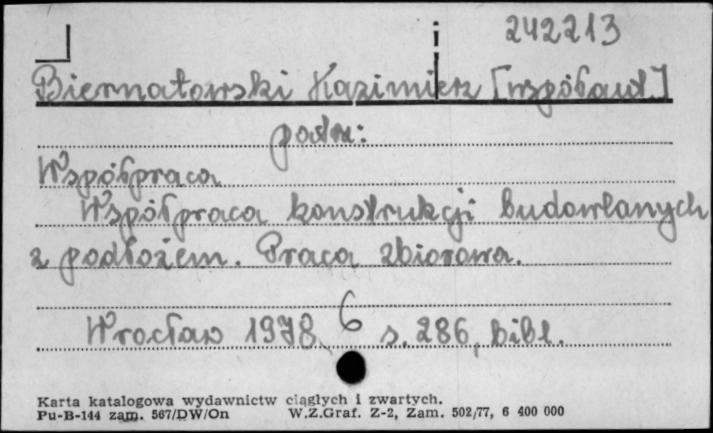 242213
Biernatowski Kazimierz [współaut.]
podr:
Współpraca
Współpraca konstrukcji budowlanych
z podłożem. Praca zbiorowa.
Wrocław 1978 6 s. 286, bibl.
Karta katalogowa wydawnictw ciągłych i zwartych.
Pu-B-144 zam. 567/DW/On W.Z.Graf. Z-2, Zam. 502/77, 6 400 000